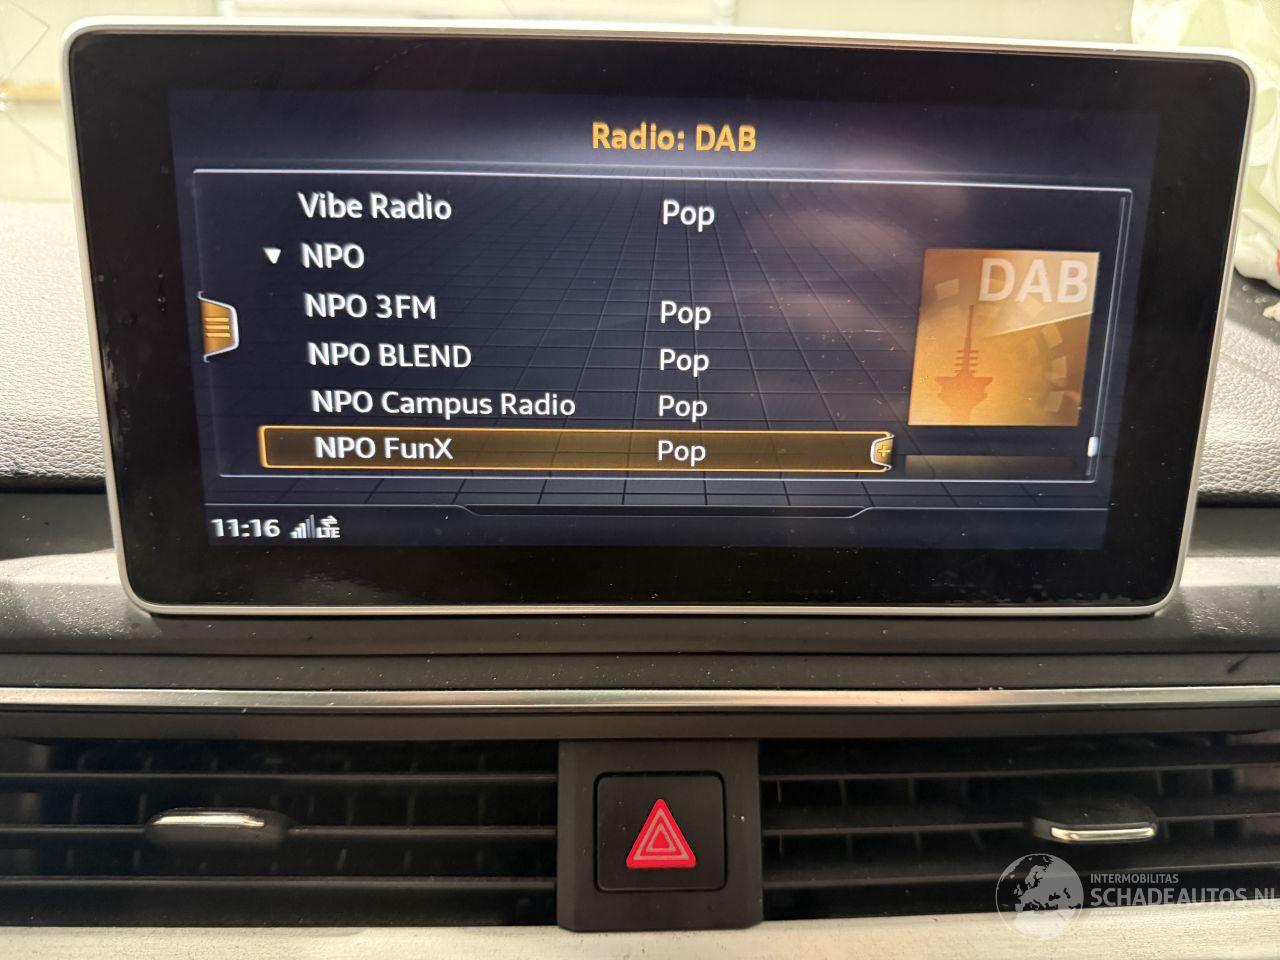 Radio: DAB
Vibe Radio Pop
▼ NPO
NPO 3FM Pop
NPO BLEND Pop
NPO Campus Radio Pop
NPO FunX Pop
DAB
11:16 LTE
INTERMOBILITAS
SCHADEAUTOS.NL